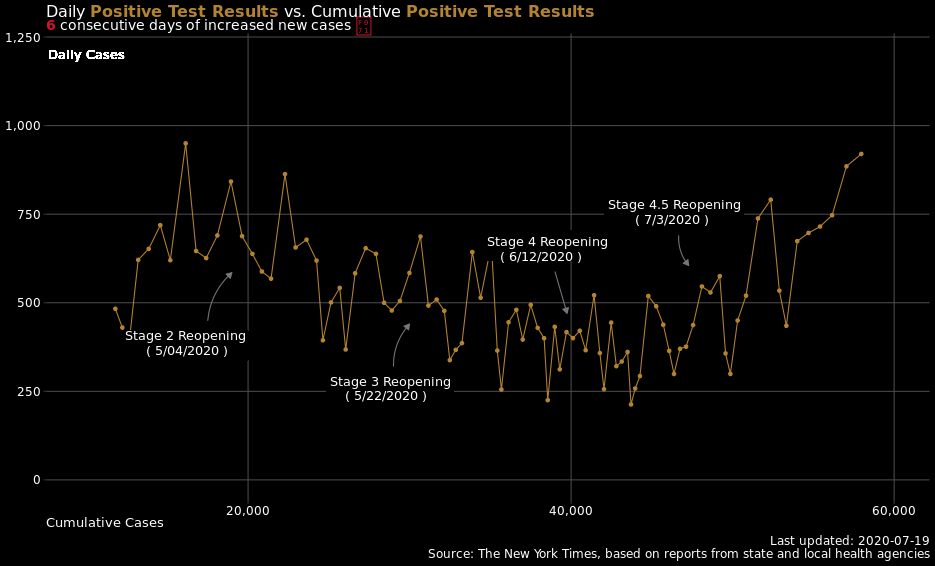 Daily Positive Test Results vs. Cumulative Positive Test Results
6 consecutive days of increased new cases
1,250
Daily Cases
1,000
750
500
250
0
Stage 4.5 Reopening
( 7/3/2020 )
Stage 4 Reopening
( 6/12/2020 )
Stage 2 Reopening
( 5/04/2020 )
Stage 3 Reopening
( 5/22/2020 )
20,000
40,000
60,000
Cumulative Cases
Last updated: 2020-07-19
Source: The New York Times, based on reports from state and local health agencies